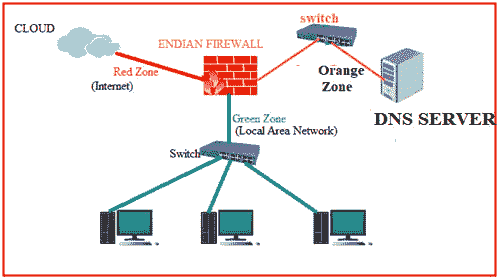 CLOUD
switch
ENDIAN FIREWALL
Red Zone
(Internet)
Orange
Zone
DNS SERVER
Green Zone
(Local Area Network)
Switch